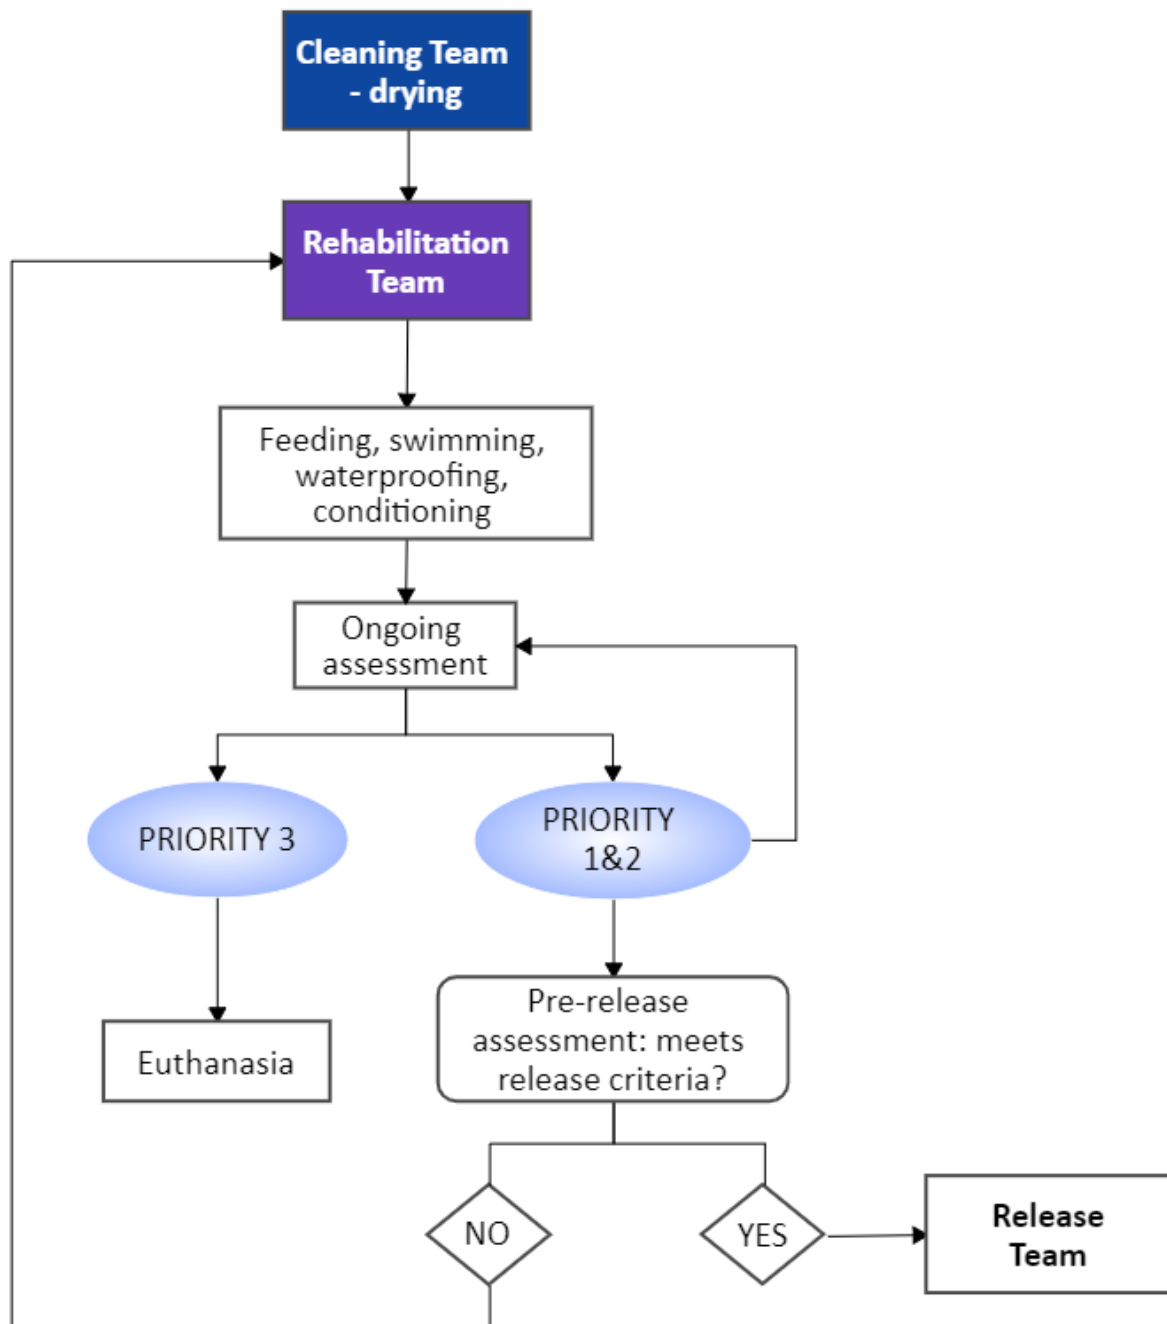 Cleaning Team
- drying
Rehabilitation
Team
Feeding, swimming,
waterproofing,
conditioning
Ongoing
assessment
PRIORITY 3
PRIORITY
1&2
Euthanasia
Pre-release
assessment: meets
release criteria?
NO
YES
Release
Team